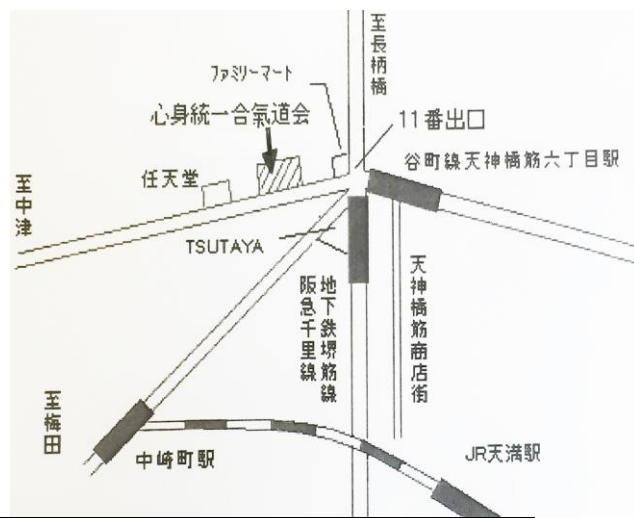 至長柄橋
ファミリーマート
心身統一合氣道会
11番出口
谷町線天神橋筋六丁目駅
任天堂
至中津
TSUTAYA
地下鉄堺筋線
阪急千里線
天神橋筋商店街
至梅田
中崎町駅
JR天満駅